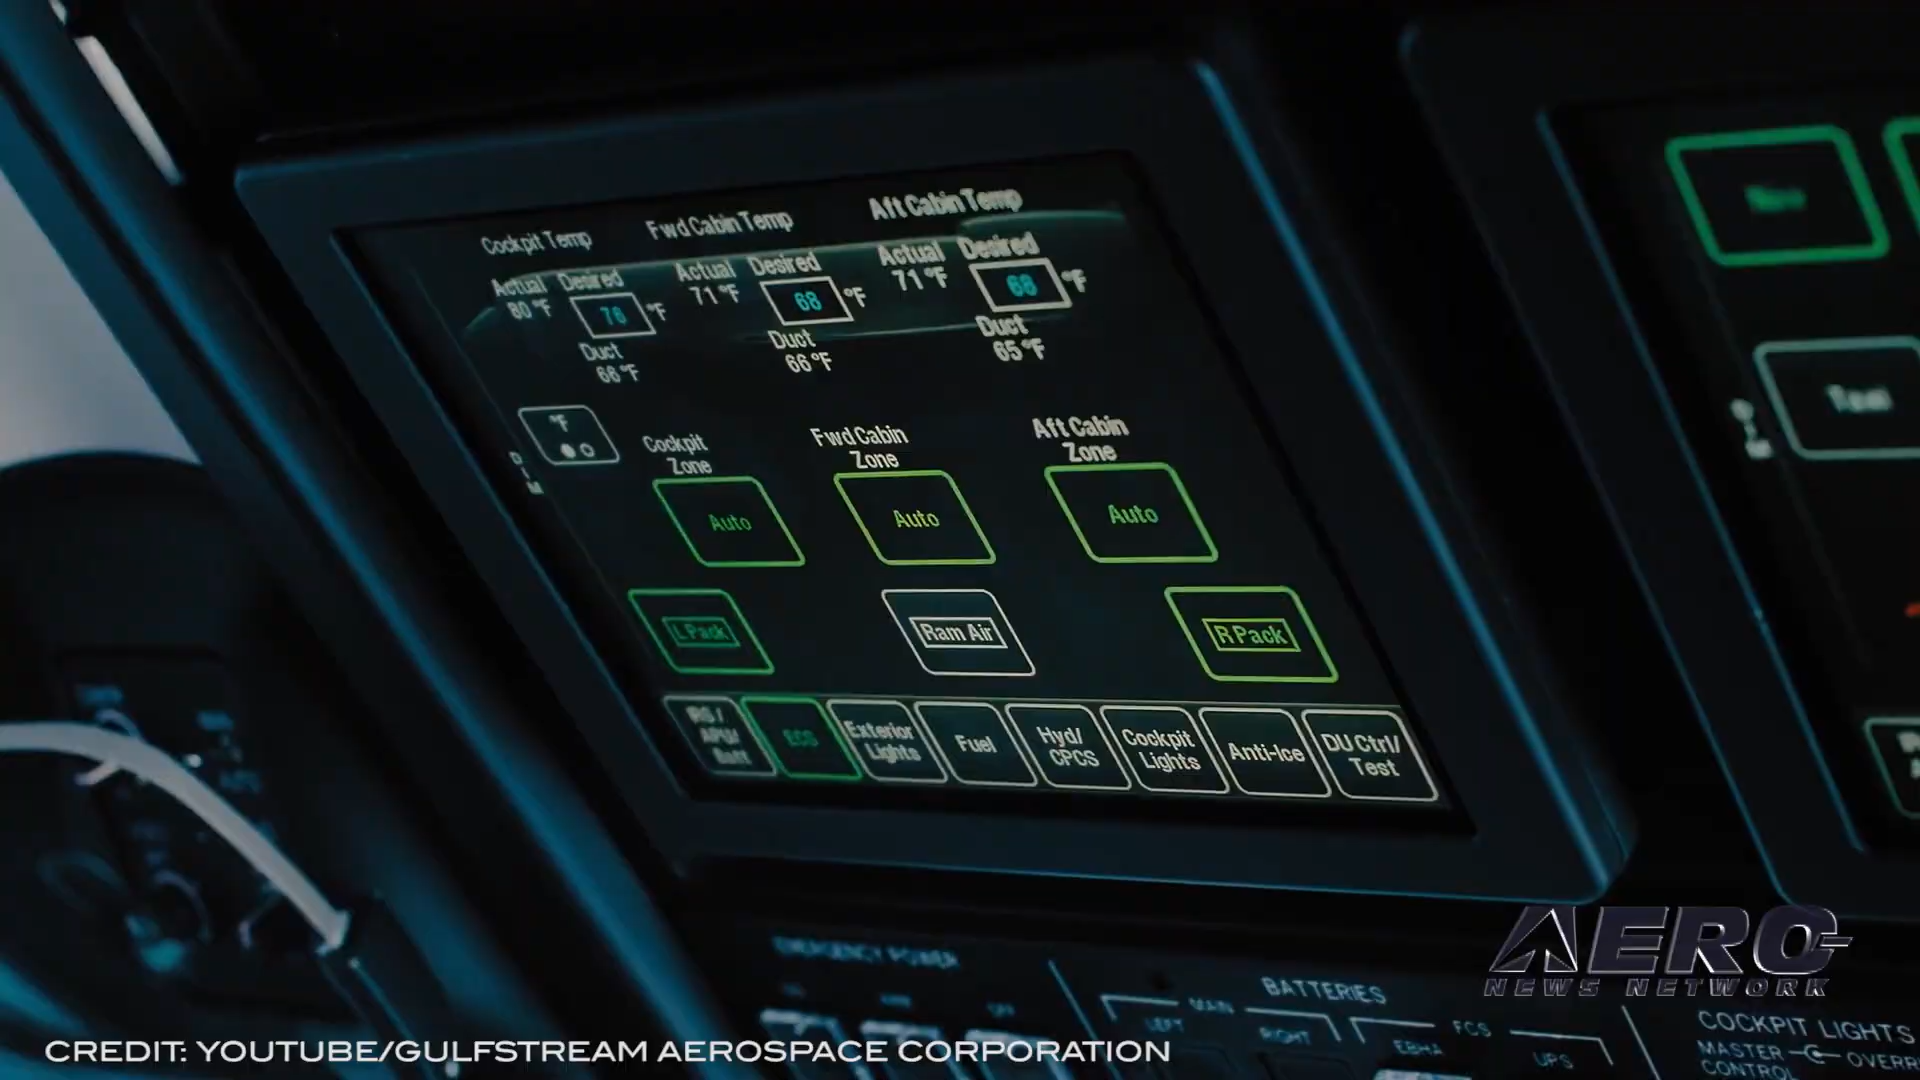 Cockpit Temp
Fwd Cabin Temp
Aft Cabin Temp
Actual Desired
80 °F 76 °F
Duct
66 °F
Actual Desired
71 °F 68 °F
Duct
66 °F
Actual Desired
71 °F 68 °F
Duct
65 °F
°F
DIM
Cockpit
Zone
Auto
Fwd Cabin
Zone
Auto
Aft Cabin
Zone
Auto
L Pack
Ram Air
R Pack
IRS /
APU/
Batt
ECS
Exterior
Lights
Fuel
Hyd/
CPCS
Cockpit
Lights
Anti-Ice
DU Ctrl/
Test
EMERGENCY POWER
BATTERIES
MAIN
LEFT
RIGHT
FCS
EBHA
UPS
COCKPIT LIGHTS
MASTER
CONTROL
AERO
NEWS NETWORK
CREDIT: YOUTUBE/GULFSTREAM AEROSPACE CORPORATION